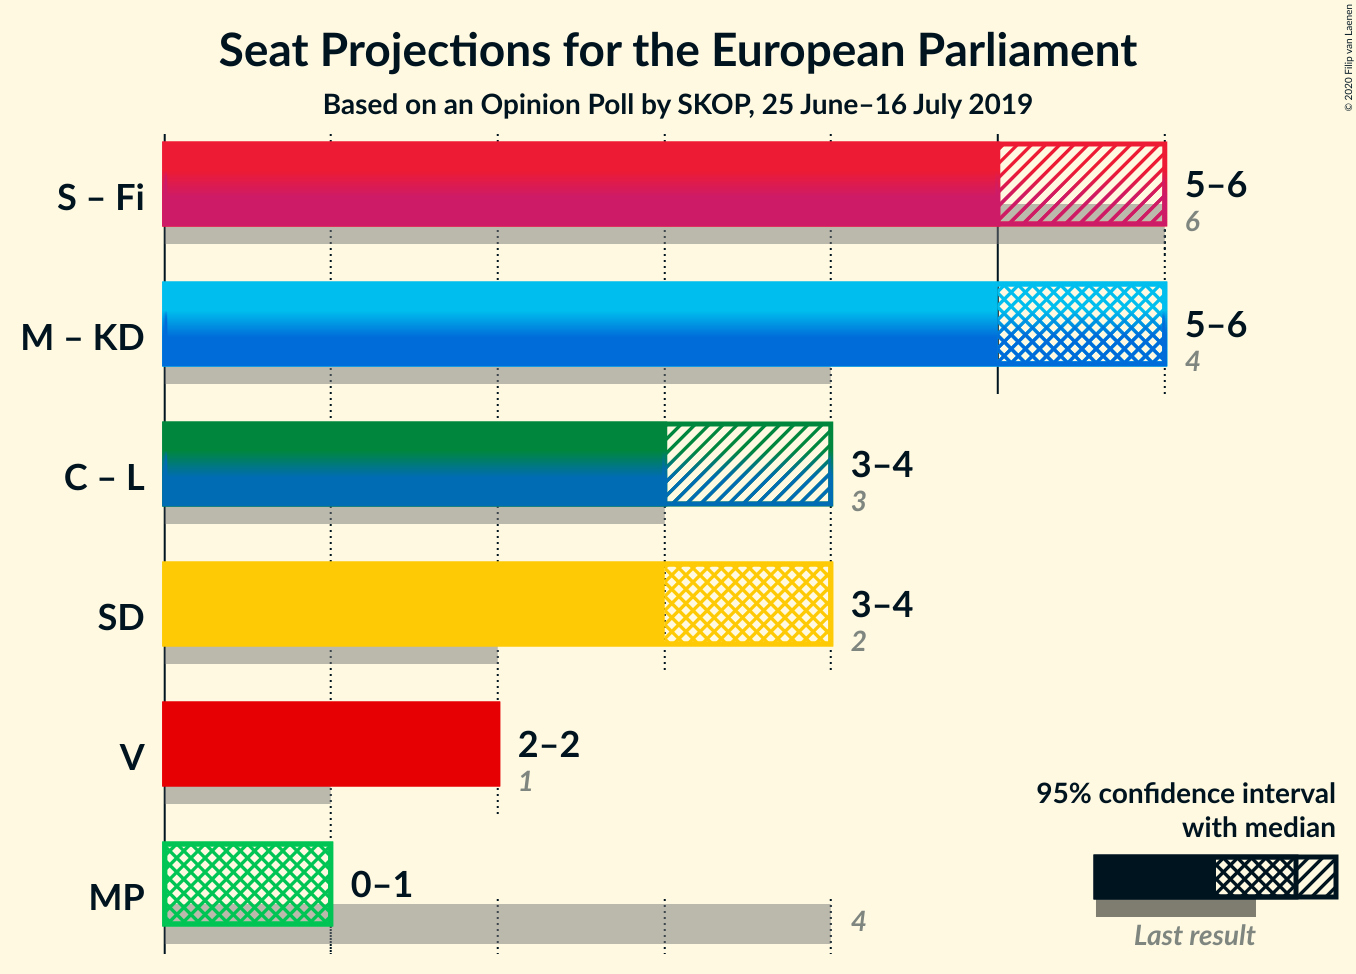 Seat Projections for the European Parliament
Based on an Opinion Poll by SKOP, 25 June–16 July 2019
© 2020 Filip van Laenen
S – Fi
5–6
6
M – KD
5–6
4
C – L
3–4
3
SD
3–4
2
V
2–2
1
MP
0–1
4
95% confidence interval
with median
Last result